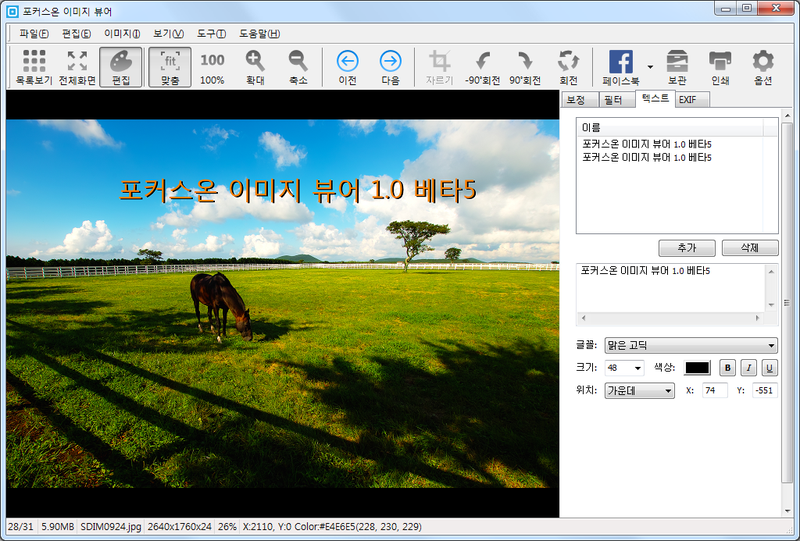 포커스온 이미지 뷰어
파일(F) 편집(E) 이미지(I) 보기(V) 도구(T) 도움말(H)
fit 100
목록보기 전체화면 편집 맞춤 100% 확대 축소 이전 다음 자르기 -90°회전 90°회전 회전 페이스북 보관 인쇄 옵션
보정 필터 텍스트 EXIF
이름
포커스온 이미지 뷰어 1.0 베타5
포커스온 이미지 뷰어 1.0 베타5
포커스온 이미지 뷰어 1.0 베타5
추가 삭제
포커스온 이미지 뷰어 1.0 베타5
글꼴: 맑은 고딕
크기: 48 색상: B I U
위치: 가운데 X: 74 Y: -551
28/31 5.90MB SDIM0924.jpg 2640x1760x24 26% X:2110, Y:0 Color:#E4E6E5(228, 230, 229)